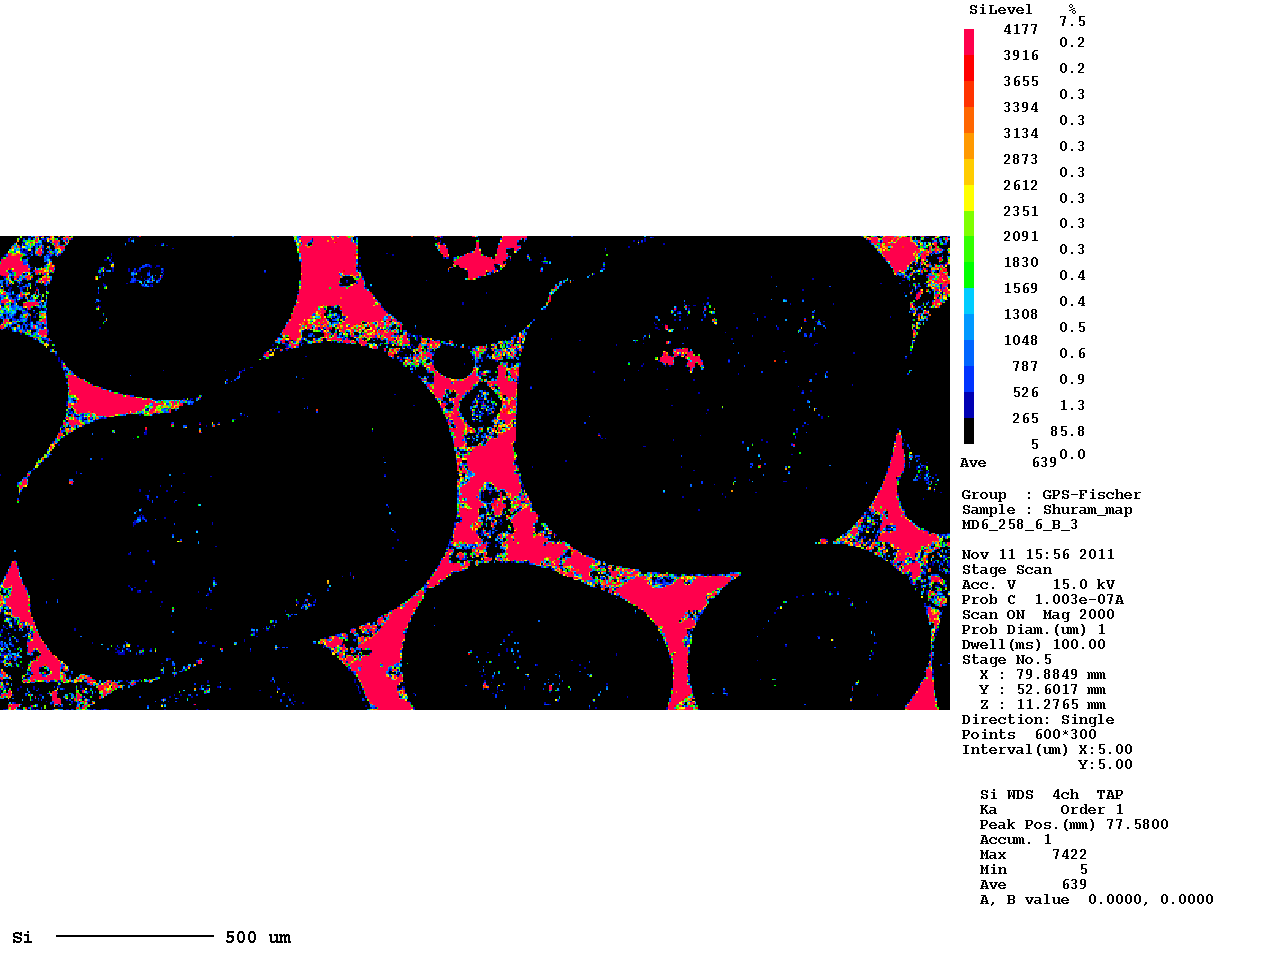 SiLevel %
7.5
4177
0.2
3916
0.2
3655
0.3
3394
0.3
3134
0.3
2873
0.3
2612
0.3
2351
0.3
2091
0.3
1830
0.4
1569
0.4
1308
0.5
1048
0.6
787
0.9
526
1.3
265
85.8
5
0.0
Ave 639
Group : GPS-Fischer
Sample : Shuram_map
MD6_258_6_B_3
Nov 11 15:56 2011
Stage Scan
Acc. V 15.0 kV
Prob C 1.003e-07A
Scan ON Mag 2000
Prob Diam.(um) 1
Dwell(ms) 100.00
Stage No.5
X : 79.8849 mm
Y : 52.6017 mm
Z : 11.2765 mm
Direction: Single
Points 600*300
Interval(um) X:5.00
Y:5.00
Si WDS 4ch TAP
Ka Order 1
Peak Pos.(mm) 77.5800
Accum. 1
Max 7422
Min 5
Ave 639
A, B value 0.0000, 0.0000
Si 500 um